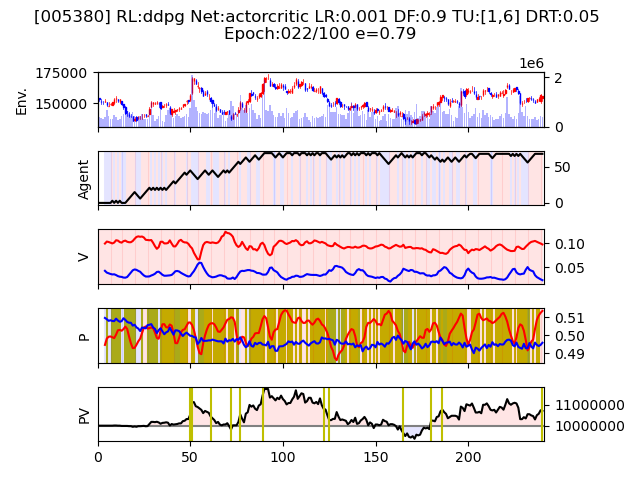 [005380] RL:ddpg Net:actorcritic LR:0.001 DF:0.9 TU:[1,6] DRT:0.05
Epoch:022/100 e=0.79
1e6
175000
150000
Env.
2
0
Agent
50
0
V
0.10
0.05
P
0.51
0.50
0.49
PV
11000000
10000000
0 50 100 150 200